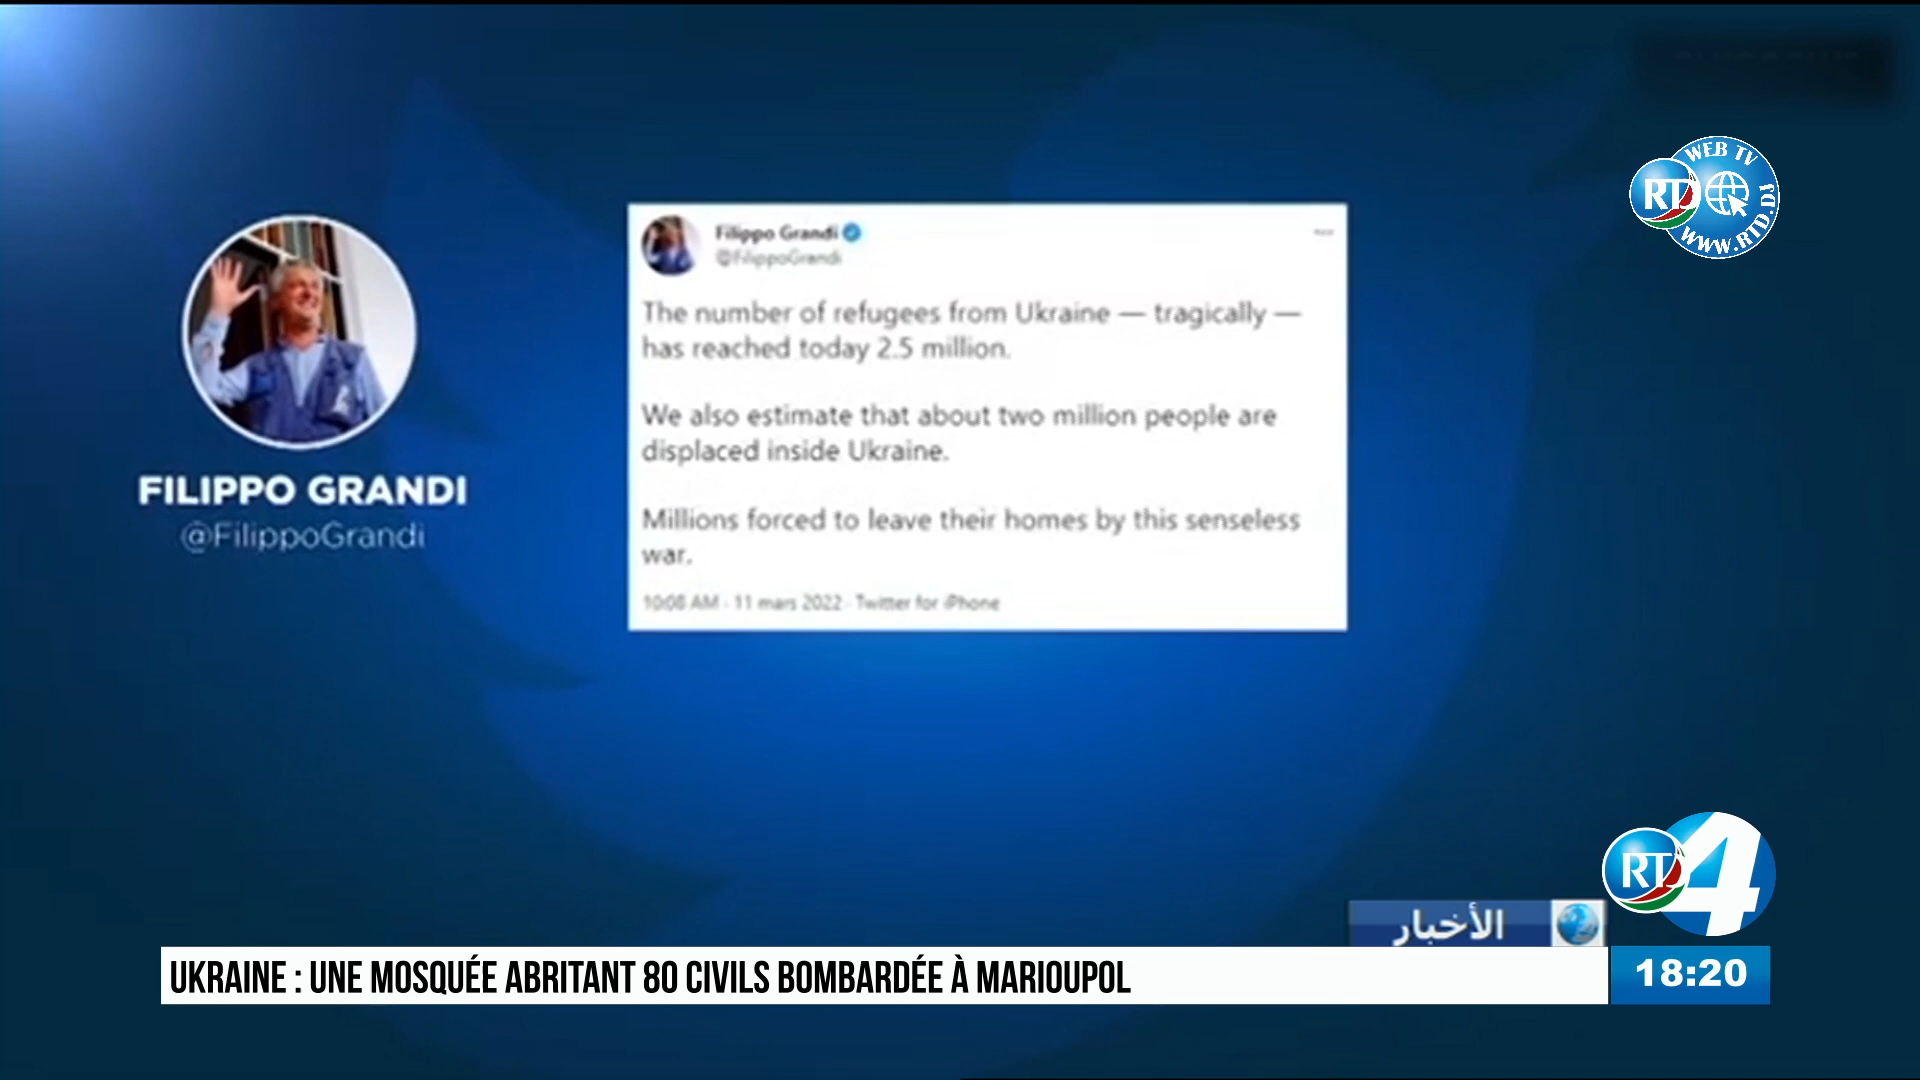 WEB TV
RTD
WWW.RTD.DJ
FILIPPO GRANDI
@FilippoGrandi
Filippo Grandi
@FilippoGrandi
The number of refugees from Ukraine — tragically —
has reached today 2.5 million.
We also estimate that about two million people are
displaced inside Ukraine.
Millions forced to leave their homes by this senseless
war.
10:08 AM · 11 mars 2022 · Twitter for iPhone
RTD 4
الأخبار
UKRAINE : UNE MOSQUÉE ABRITANT 80 CIVILS BOMBARDÉE À MARIOUPOL
18:20